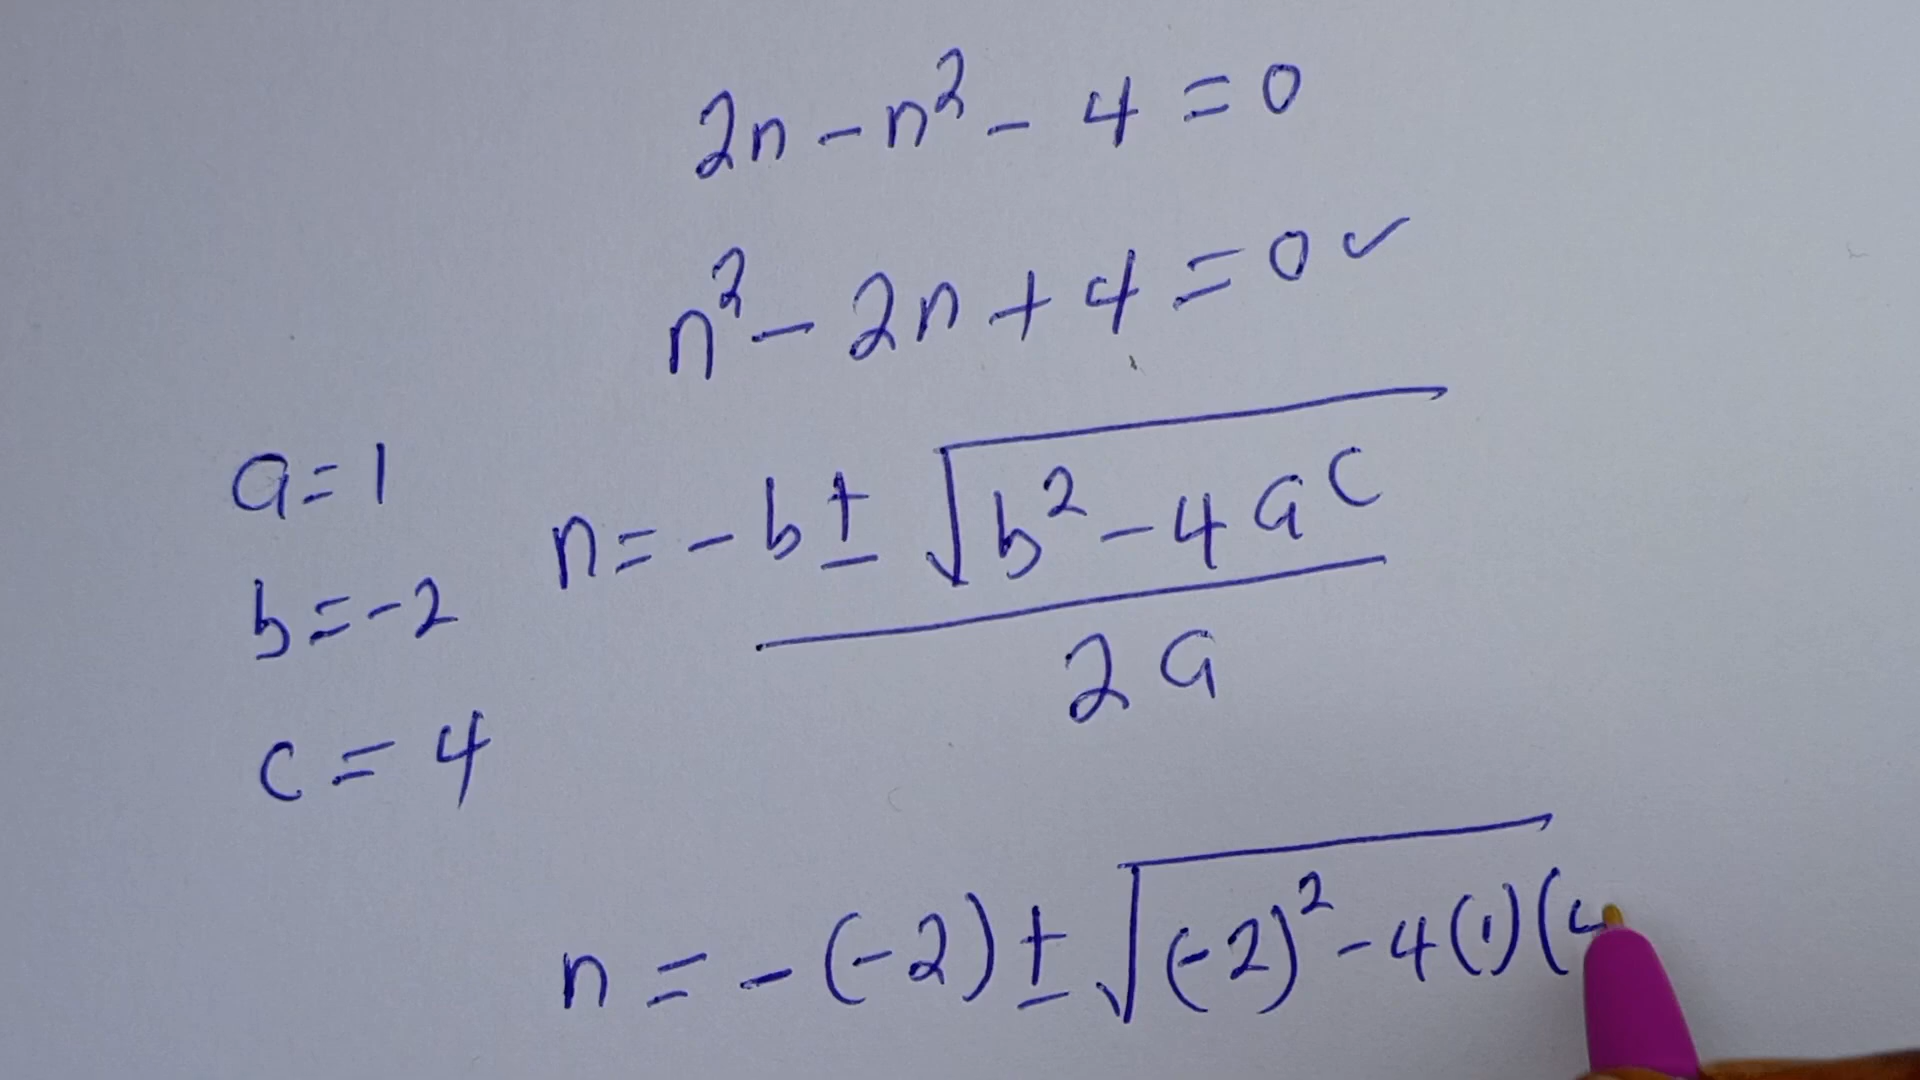 2n - n² - 4 = 0
n² - 2n + 4 = 0 ✓
a = 1
b = -2
c = 4
n = -b ± √b² - 4ac
2a
n = -(-2) ± √(-2)² - 4(1)(4